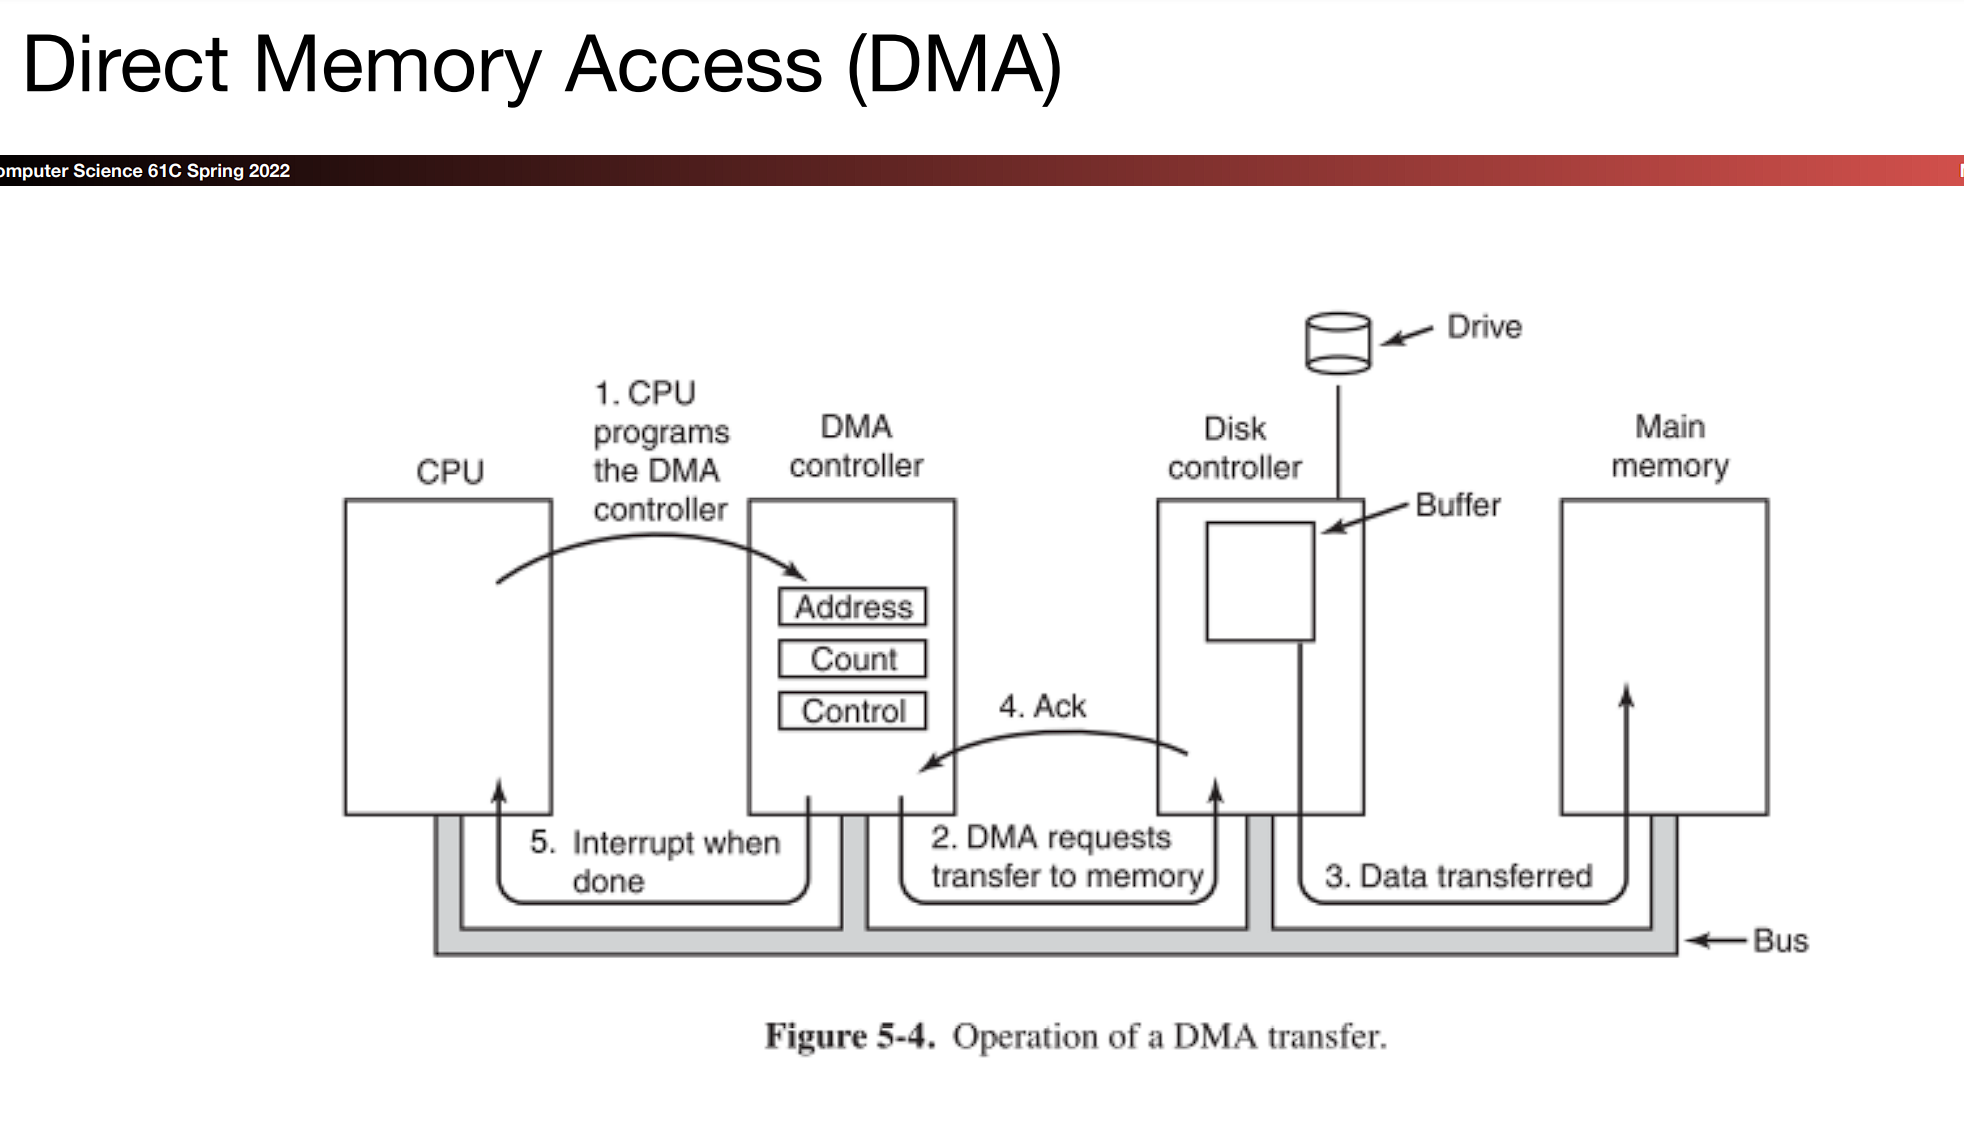 Direct Memory Access (DMA)
omputer Science 61C Spring 2022
Drive
1. CPU
programs
the DMA
controller
DMA
controller
Disk
controller
Main
memory
CPU
Buffer
Address
Count
Control
4. Ack
5. Interrupt when
done
2. DMA requests
transfer to memory
3. Data transferred
Bus
Figure 5-4. Operation of a DMA transfer.